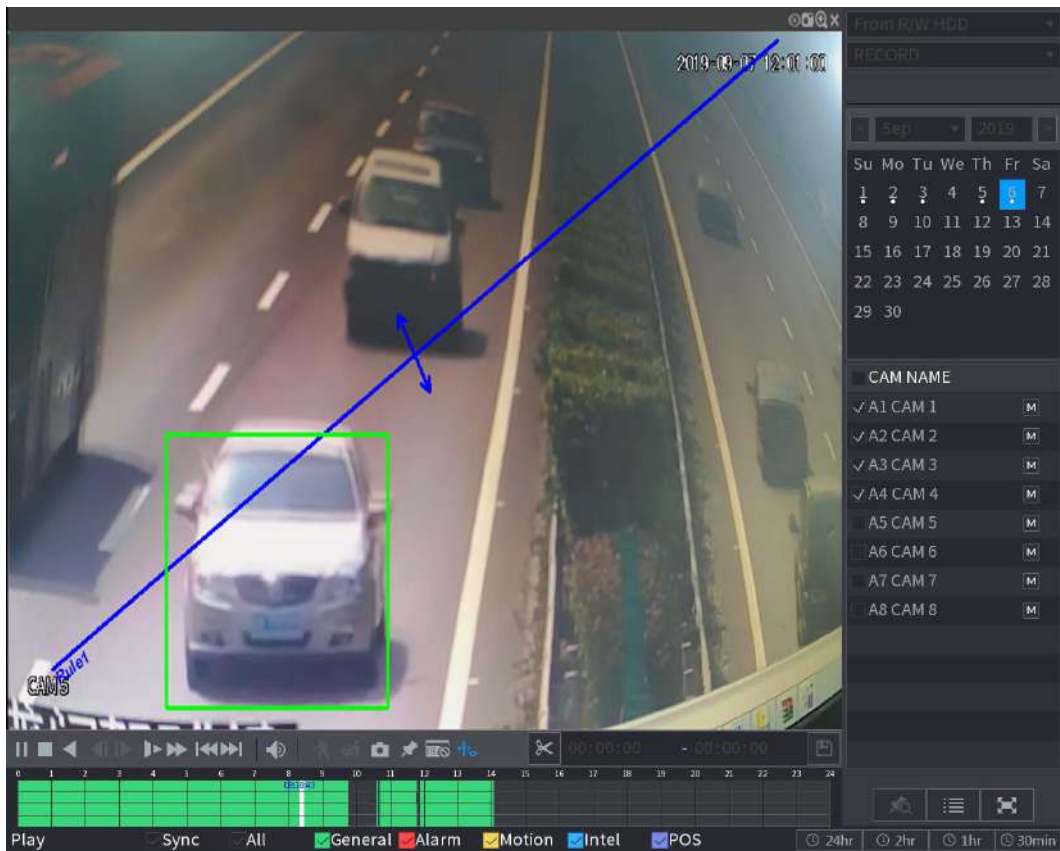 From R/W HDD
RECORD
2019-09-07 12:01:00
Sep 2019
Su Mo Tu We Th Fr Sa
1 2 3 4 5 6 7
8 9 10 11 12 13 14
15 16 17 18 19 20 21
22 23 24 25 26 27 28
29 30
CAM NAME
A1 CAM 1 M
A2 CAM 2 M
A3 CAM 3 M
A4 CAM 4 M
A5 CAM 5 M
A6 CAM 6 M
A7 CAM 7 M
A8 CAM 8 M
Rule1
CAM5
00:00:00 - 00:00:00
0 1 2 3 4 5 6 7 8 9 10 11 12 13 14 15 16 17 18 19 20 21 22 23 24
Play Sync All General Alarm Motion Intel POS 24hr 2hr 1hr 30min